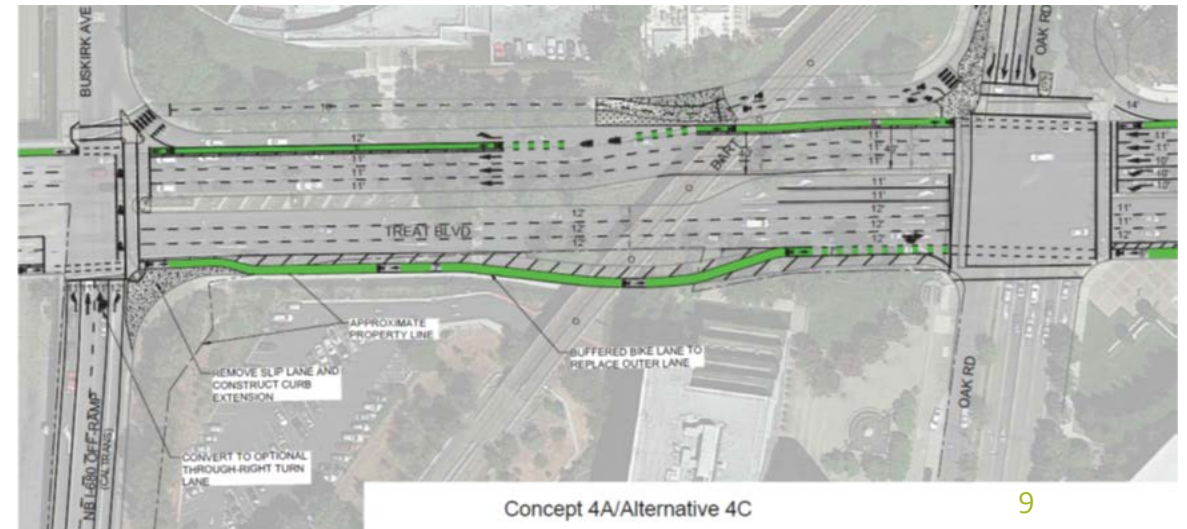 BUSKIRK AVE
OAK RD
14'
12'
11'
11'
11'
BART
11'
11'
11'
40'
11'
11'
11'
11'
10'
10'
10'
11'
11'
11'
12'
12'
12'
12'
12'
12'
11'
11'
12'
TREAT BLVD
APPROXIMATE
PROPERTY LINE
BUFFERED BIKE LANE TO
REPLACE OUTER LANE
REMOVE SLIP LANE AND
CONSTRUCT CURB
EXTENSION
OAK RD
CONVERT TO OPTIONAL
THROUGH-RIGHT TURN
LANE
NB I-680 OFF-RAMP
(CALTRANS)
Concept 4A/Alternative 4C
9